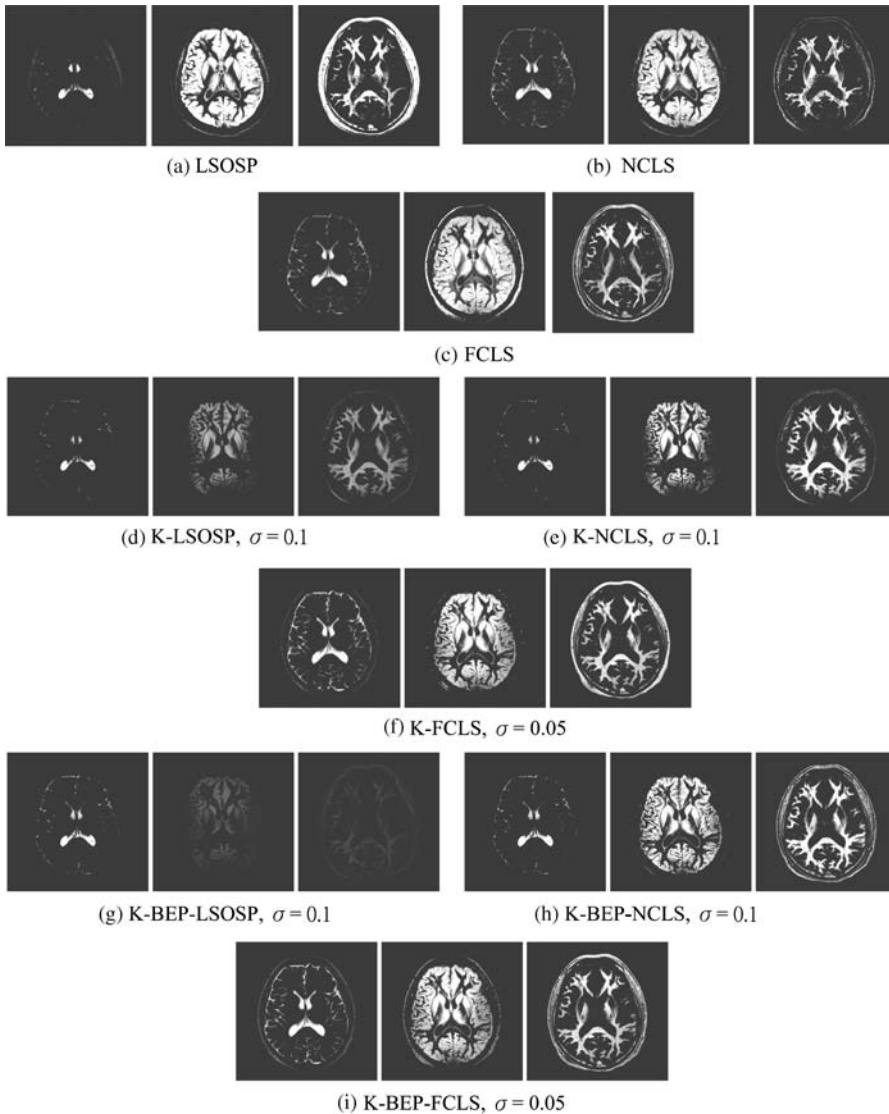 (a) LSOSP
(b) NCLS
(c) FCLS
(d) K-LSOSP, σ = 0.1
(e) K-NCLS, σ = 0.1
(f) K-FCLS, σ = 0.05
(g) K-BEP-LSOSP, σ = 0.1
(h) K-BEP-NCLS, σ = 0.1
(i) K-BEP-FCLS, σ = 0.05